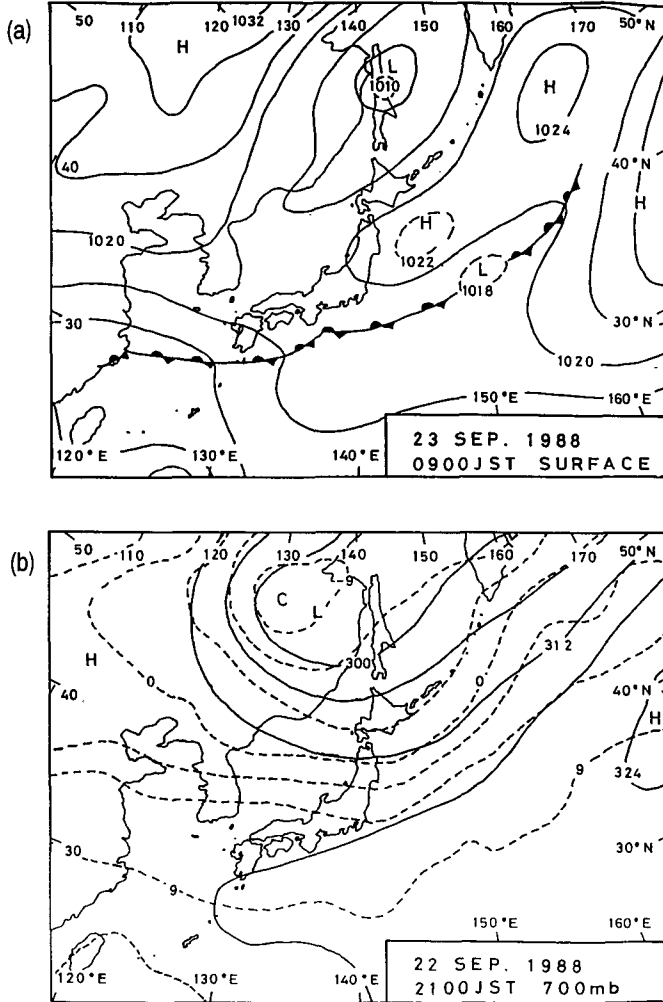 (a)
50 110 1032 120 130 140 150 160 170 50°N
H
L
1010
H
1024
40
40°N
H
H
1020
1022
L
1018
30
30°N
1020
150°E 160°E
120°E 130°E 140°E
23 SEP. 1988
0900JST SURFACE
(b)
50 110 120 130 140 150 160 170 50°N
9
C L
H
300
312
0 0
40
40°N
H
9
324
30
30°N
9
150°E 160°E
120°E 130°E 140°E
22 SEP. 1988
2100JST 700mb